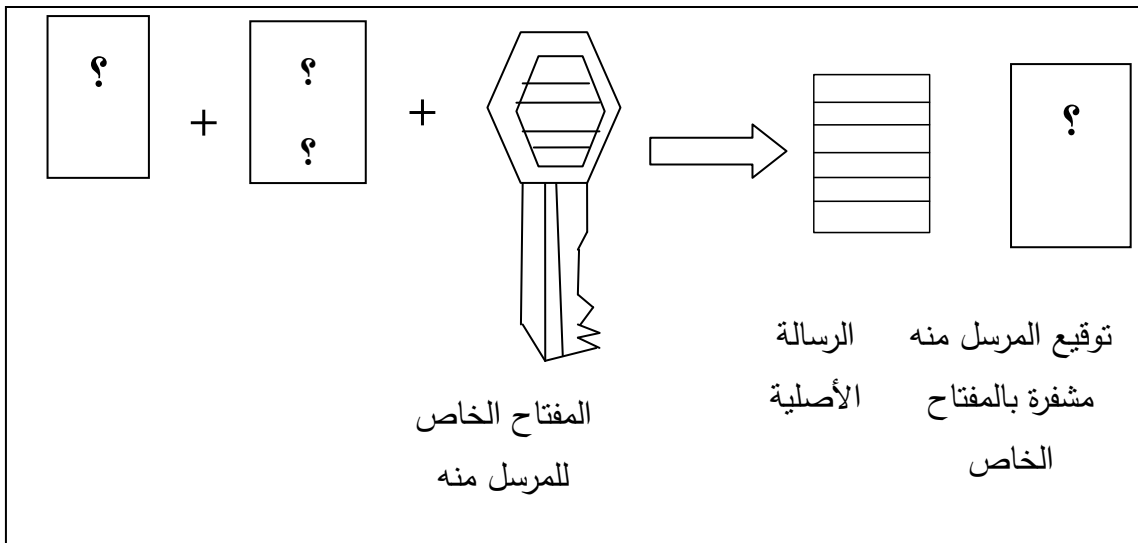 ؟ + ؟ + ؟
؟
؟
توقيع المرسل منه
مشفرة بالمفتاح
الخاص
الرسالة
الأصلية
المفتاح الخاص
للمرسل منه